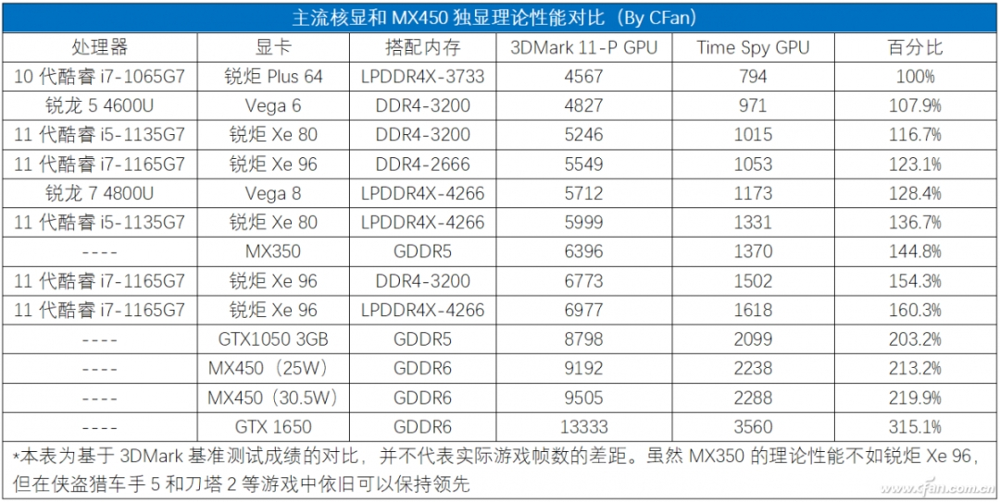 主流核显和 MX450 独显理论性能对比（By CFan）
处理器 显卡 搭配内存 3DMark 11-P GPU Time Spy GPU 百分比
10 代酷睿 i7-1065G7 锐炬 Plus 64 LPDDR4X-3733 4567 794 100%
锐龙 5 4600U Vega 6 DDR4-3200 4827 971 107.9%
11 代酷睿 i5-1135G7 锐炬 Xe 80 DDR4-3200 5246 1015 116.7%
11 代酷睿 i7-1165G7 锐炬 Xe 96 DDR4-2666 5549 1053 123.1%
锐龙 7 4800U Vega 8 LPDDR4X-4266 5712 1173 128.4%
11 代酷睿 i5-1135G7 锐炬 Xe 80 LPDDR4X-4266 5999 1331 136.7%
---- MX350 GDDR5 6396 1370 144.8%
11 代酷睿 i7-1165G7 锐炬 Xe 96 DDR4-3200 6773 1502 154.3%
11 代酷睿 i7-1165G7 锐炬 Xe 96 LPDDR4X-4266 6977 1618 160.3%
---- GTX1050 3GB GDDR5 8798 2099 203.2%
---- MX450（25W） GDDR6 9192 2238 213.2%
---- MX450（30.5W） GDDR6 9505 2288 219.9%
---- GTX 1650 GDDR6 13333 3560 315.1%
*本表为基于 3DMark 基准测试成绩的对比，并不代表实际游戏帧数的差距。虽然 MX350 的理论性能不如锐炬 Xe 96，
但在侠盗猎车手 5 和刀塔 2 等游戏中依旧可以保持领先
www.cfan.com.cn